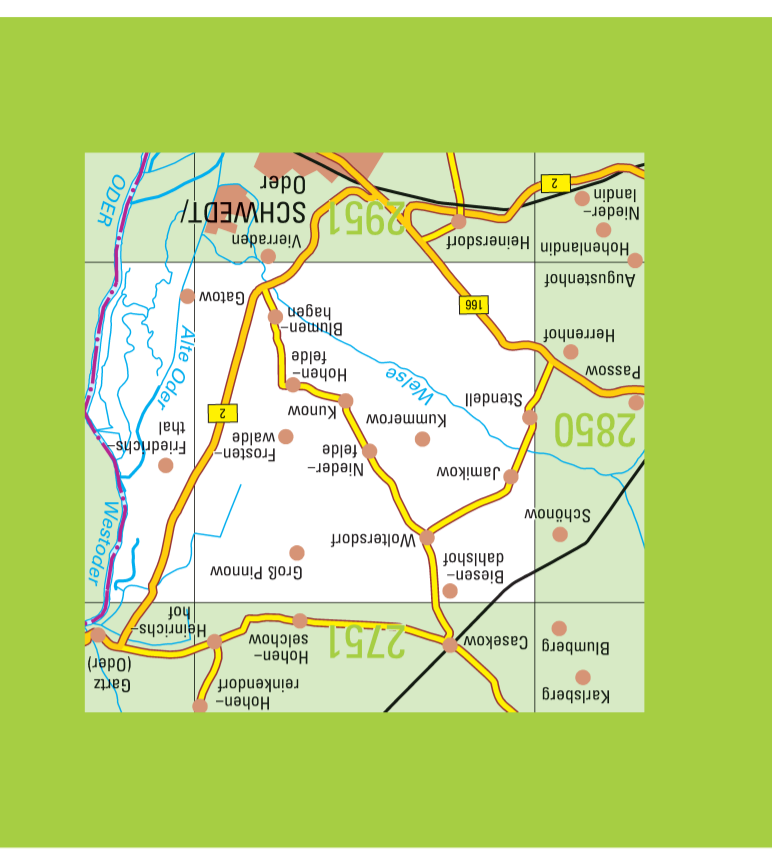 Karlsberg
Hohen-
reinkendorf
Gartz
(Oder)
Blumberg
Casekow
2751
Hohen-
selchow
Heinrichs-
hof
Biesen-
dahlshof
Groß Pinnow
Westoder
Schönow
Woltersdorf
Jamikow
Nieder-
felde
Frosten-
walde
Friedrichs-
thal
2850
Stendell
Kummerow
Kunow
2
Passow
Welse
Hohen-
felde
Alte Oder
Herrenhof
166
Blumen-
hagen
Gatow
Augustenhof
Hohenlandin
Heinersdorf
Vierraden
Nieder-
landin
2951
SCHWEDT/
Oder
ODER
2